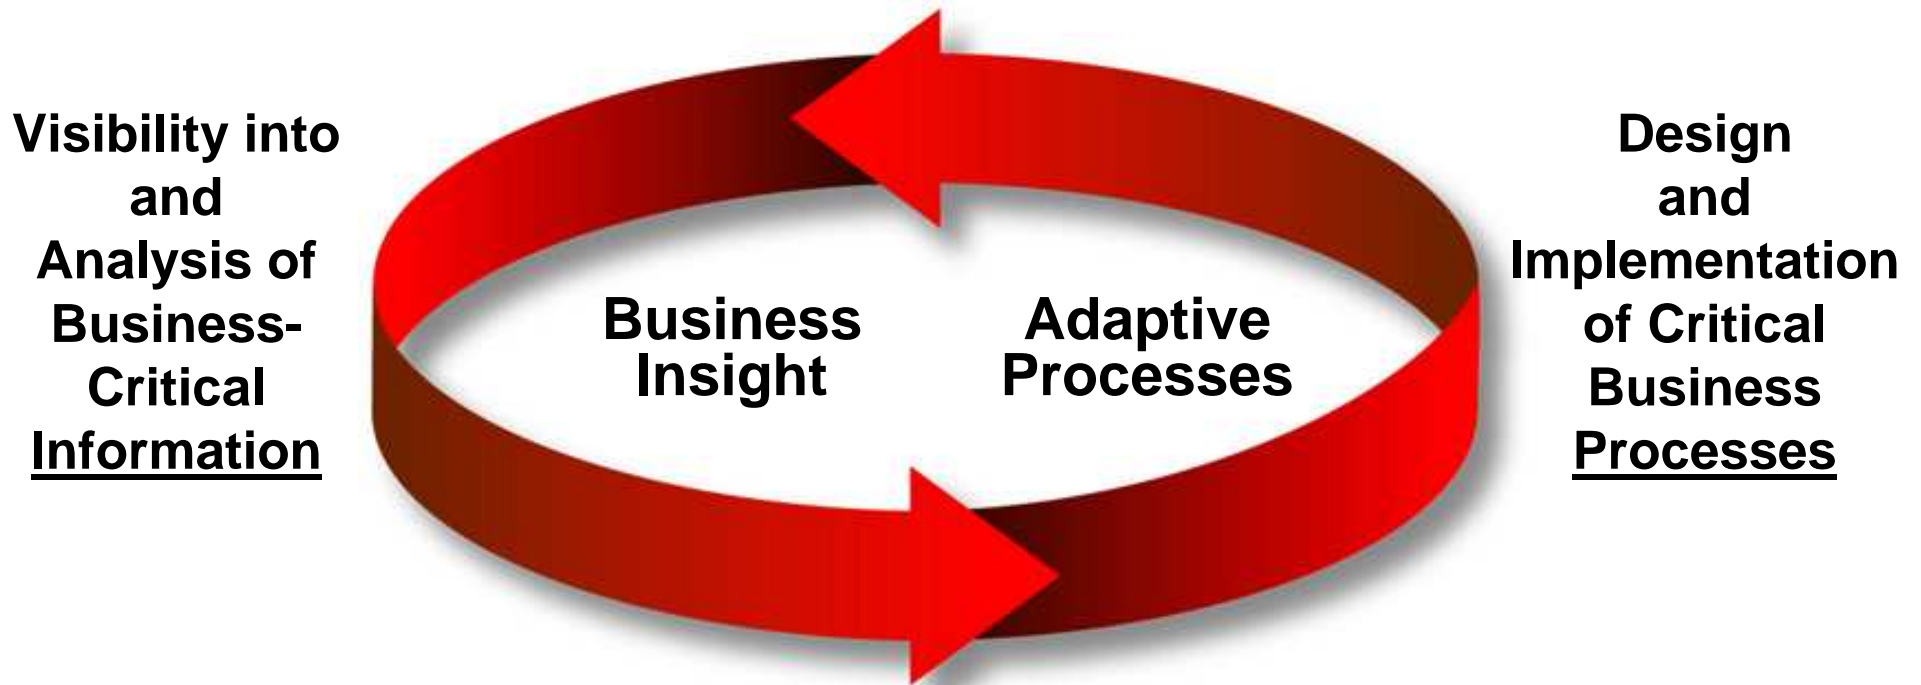 Visibility into
and
Analysis of
Business-
Critical
Information
Business
Insight
Adaptive
Processes
Design
and
Implementation
of Critical
Business
Processes